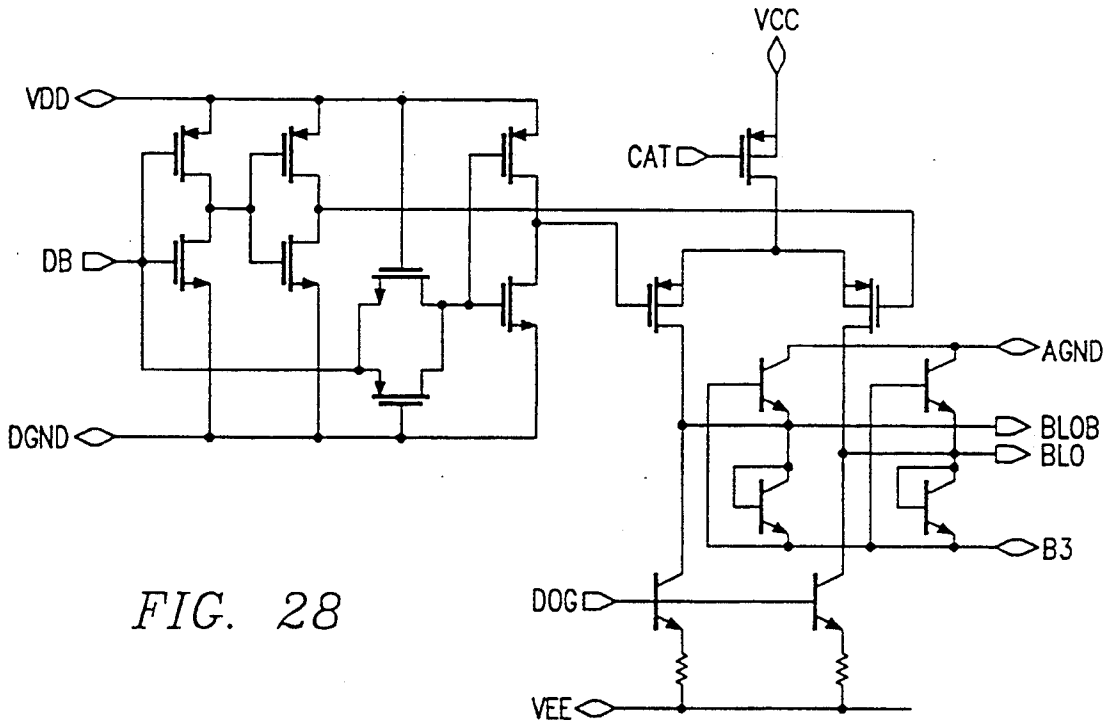 VCC
VDD
CAT
DB
AGND
BLOB
BLO
DGND
B3
DOG
VEE
FIG. 28